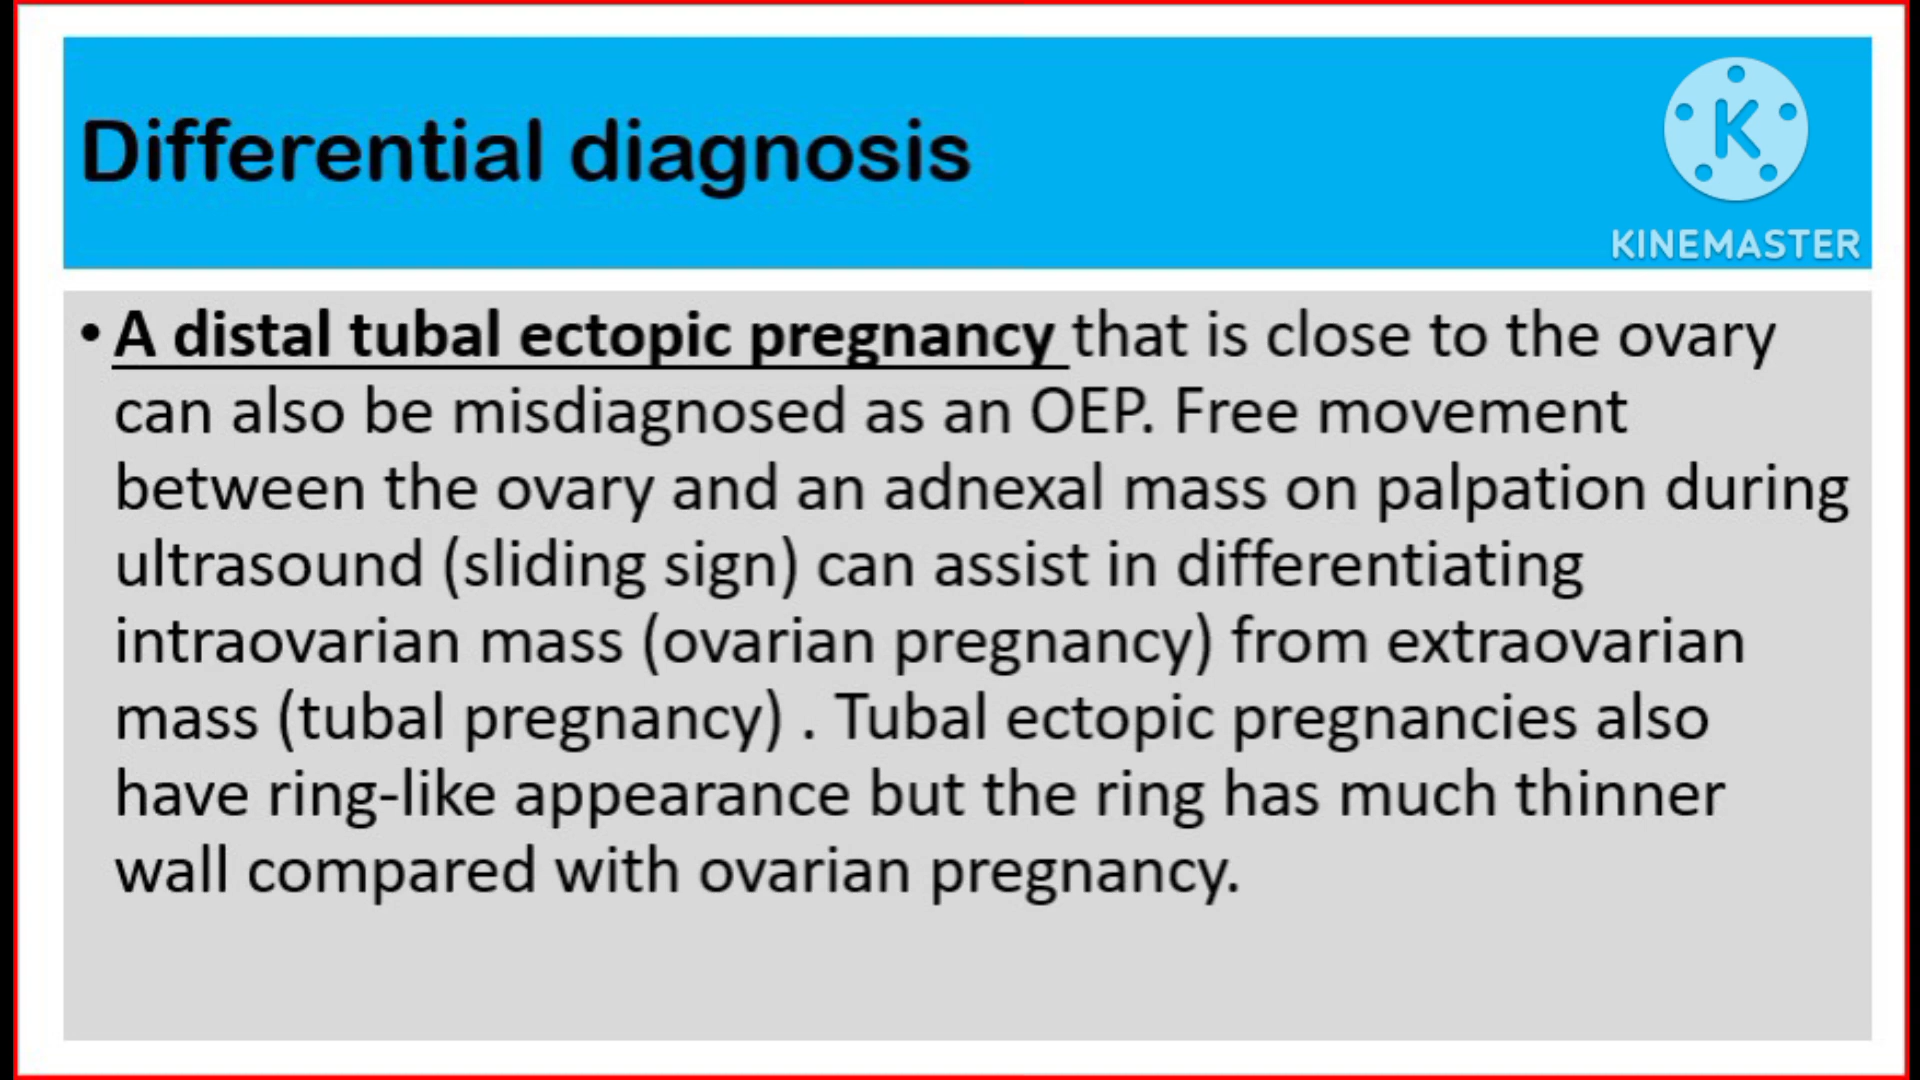 Differential diagnosis
K
KINEMASTER
• A distal tubal ectopic pregnancy that is close to the ovary
can also be misdiagnosed as an OEP. Free movement
between the ovary and an adnexal mass on palpation during
ultrasound (sliding sign) can assist in differentiating
intraovarian mass (ovarian pregnancy) from extraovarian
mass (tubal pregnancy) . Tubal ectopic pregnancies also
have ring-like appearance but the ring has much thinner
wall compared with ovarian pregnancy.